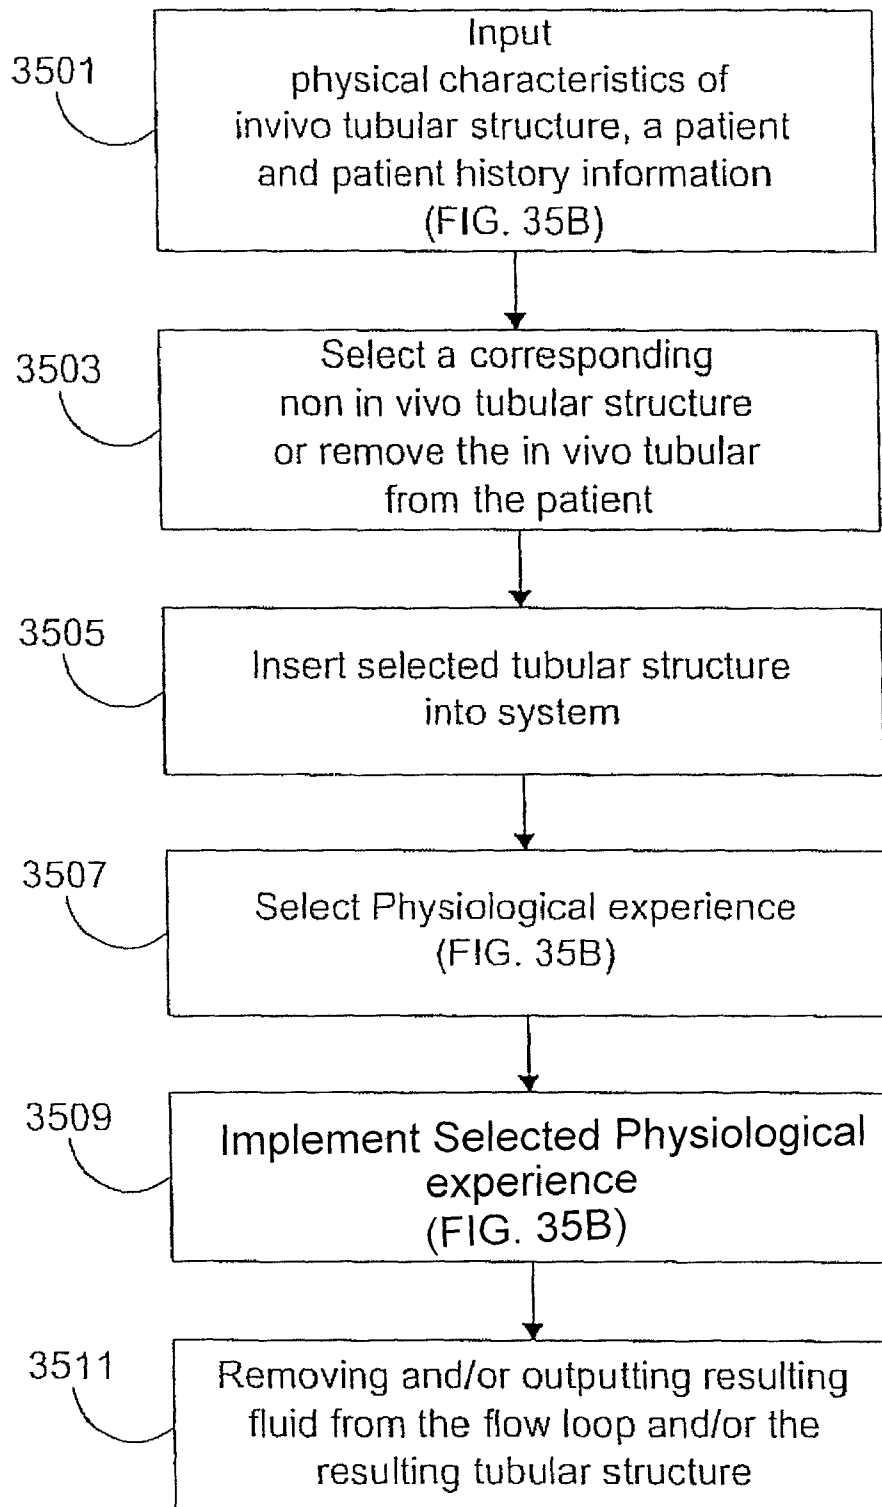 3501
Input
physical characteristics of
invivo tubular structure, a patient
and patient history information
(FIG. 35B)
3503
Select a corresponding
non in vivo tubular structure
or remove the in vivo tubular
from the patient
3505
Insert selected tubular structure
into system
3507
Select Physiological experience
(FIG. 35B)
3509
Implement Selected Physiological
experience
(FIG. 35B)
3511
Removing and/or outputting resulting
fluid from the flow loop and/or the
resulting tubular structure